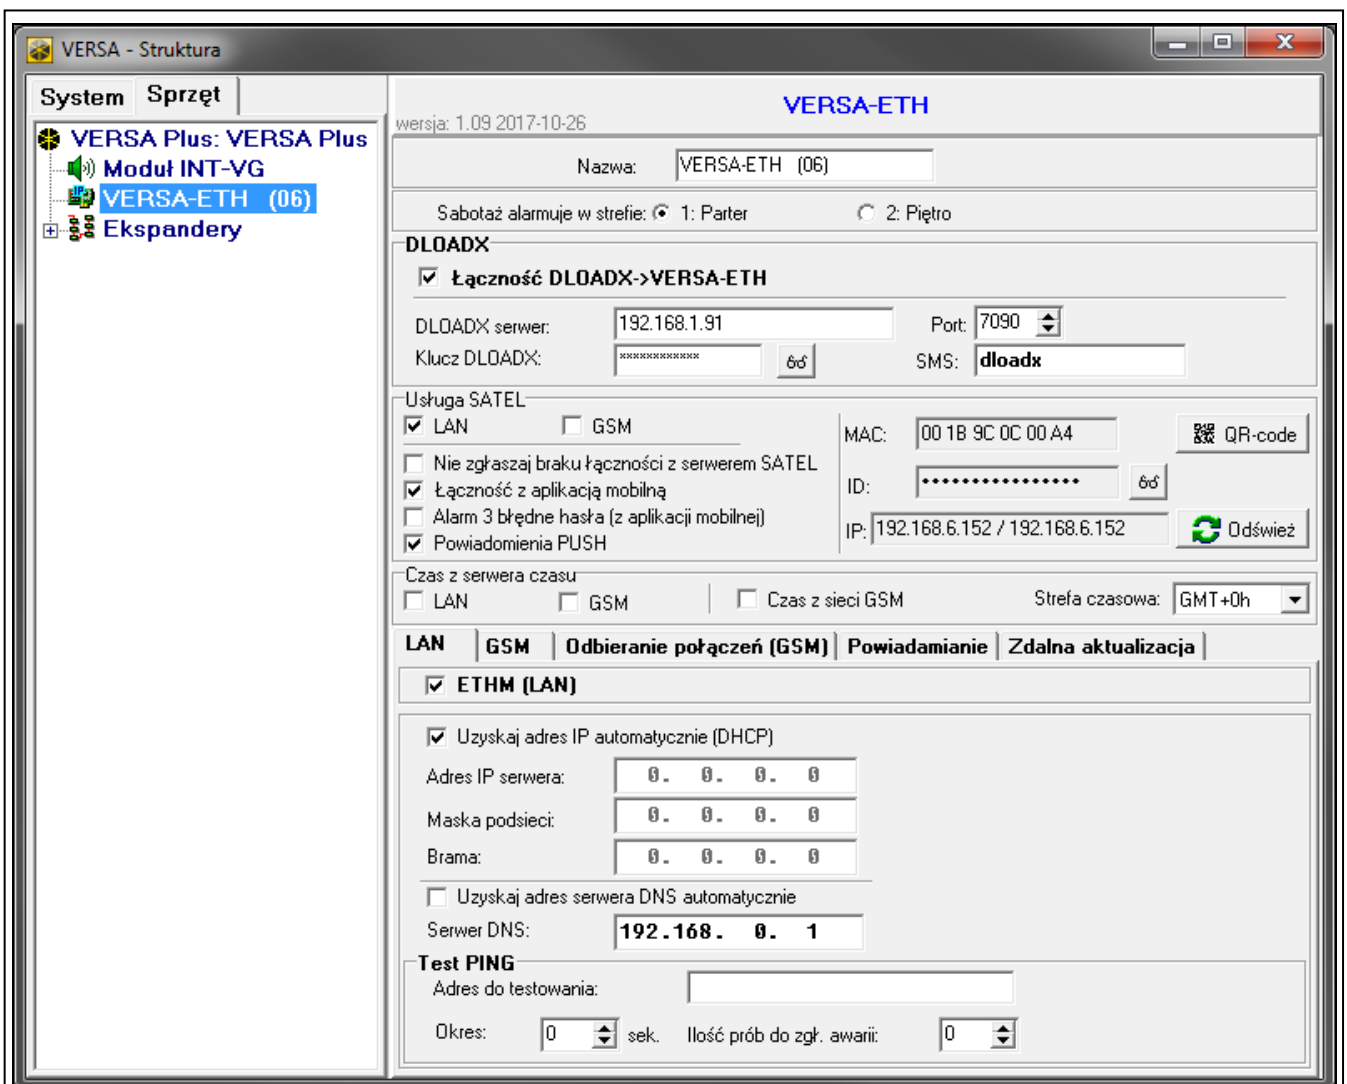 VERSA - Struktura
System Sprzęt
VERSA Plus: VERSA Plus
Moduł INT-VG
VERSA-ETH (06)
Ekspandery
VERSA-ETH
wersja: 1.09 2017-10-26
Nazwa: VERSA-ETH (06)
Sabotaż alarmuje w strefie: 1: Parter 2: Piętro
DLOADX
Łączność DLOADX->VERSA-ETH
DLOADX serwer: 192.168.1.91 Port: 7090
Klucz DLOADX: ************ SMS: dloadx
Usługa SATEL
LAN GSM
Nie zgłaszaj braku łączności z serwerem SATEL
Łączność z aplikacją mobilną
Alarm 3 błędne hasła (z aplikacji mobilnej)
Powiadomienia PUSH
MAC: 00 1B 9C 0C 00 A4 QR-code
ID: ••••••••••••••••
IP: 192.168.6.152 / 192.168.6.152 Odśwież
Czas z serwera czasu
LAN GSM Czas z sieci GSM Strefa czasowa: GMT+0h
LAN GSM Odbieranie połączeń (GSM) Powiadamianie Zdalna aktualizacja
ETHM (LAN)
Uzyskaj adres IP automatycznie (DHCP)
Adres IP serwera: 0. 0. 0. 0
Maska podsieci: 0. 0. 0. 0
Brama: 0. 0. 0. 0
Uzyskaj adres serwera DNS automatycznie
Serwer DNS: 192.168. 0. 1
Test PING
Adres do testowania:
Okres: 0 sek. Ilość prób do zgł. awarii: 0